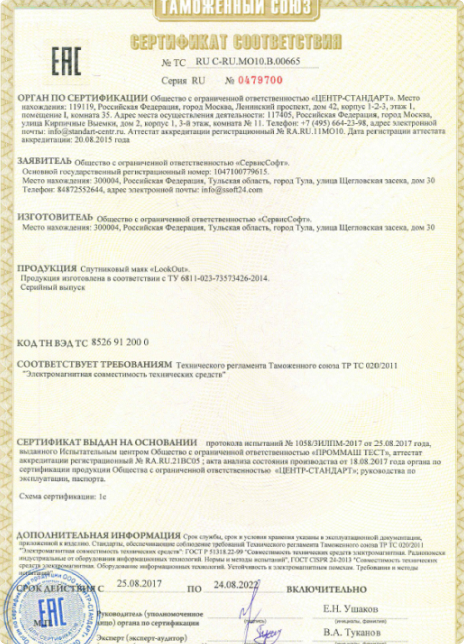 ТАМОЖЕННЫЙ СОЮЗ
СЕРТИФИКАТ СООТВЕТСТВИЯ
ЕАС
№ ТС RU C-RU.МО10.В.00665
Серия RU № 0479700
ОРГАН ПО СЕРТИФИКАЦИИ Общество с ограниченной ответственностью «ЦЕНТР-СТАНДАРТ». Место
нахождения: 119119, Российская Федерация, город Москва, Ленинский проспект, дом 42, корпус 1-2-3, этаж 1,
помещение I, комната 35. Адрес места осуществления деятельности: 117405, Российская Федерация, город Москва,
улица Кирпичные Выемки, дом 2, корпус 1, 3-й этаж, комната № 11. Телефон: +7 (495) 664-23-98, адрес электронной
почты: info@standart-centr.ru. Аттестат аккредитации регистрационный № RA.RU.11МО10. Дата регистрации аттестата
аккредитации: 20.08.2015 года
ЗАЯВИТЕЛЬ Общество с ограниченной ответственностью «СервисСофт».
Основной государственный регистрационный номер: 1047100779615.
Место нахождения: 300004, Российская Федерация, Тульская область, город Тула, улица Щегловская засека, дом 30
Телефон: 84872552644, адрес электронной почты: info@ssoft24.com
ИЗГОТОВИТЕЛЬ Общество с ограниченной ответственностью «СервисСофт».
Место нахождения: 300004, Российская Федерация, Тульская область, город Тула, улица Щегловская засека, дом 30
ПРОДУКЦИЯ Спутниковый маяк «LookOut».
Продукция изготовлена в соответствии с ТУ 6811-023-73573426-2014.
Серийный выпуск
КОД ТН ВЭД ТС 8526 91 200 0
СООТВЕТСТВУЕТ ТРЕБОВАНИЯМ Технического регламента Таможенного союза ТР ТС 020/2011
"Электромагнитная совместимость технических средств"
СЕРТИФИКАТ ВЫДАН НА ОСНОВАНИИ протокола испытаний № 1058/ЗИЛПМ-2017 от 25.08.2017 года,
выданного Испытательным центром Общества с ограниченной ответственностью «ПРОММАШ ТЕСТ», аттестат
аккредитации регистрационный № RA.RU.21ВС05 ; акта анализа состояния производства от 18.08.2017 года органа по
сертификации продукции Общества с ограниченной ответственностью «ЦЕНТР-СТАНДАРТ»; руководства по
эксплуатации, паспорта.
Схема сертификации: 1с
ДОПОЛНИТЕЛЬНАЯ ИНФОРМАЦИЯ Срок службы, срок и условия хранения указаны в эксплуатационной документации,
приложенной к изделию. Стандарты, обеспечивающие соблюдение требований Технического регламента Таможенного союза ТР ТС 020/2011
"Электромагнитная совместимость технических средств": ГОСТ Р 51318.22-99 "Совместимость технических средств электромагнитная. Радиопомехи
индустриальные от оборудования информационных технологий. Нормы и методы испытаний", ГОСТ CISPR 24-2013 "Совместимость технических
средств электромагнитная. Оборудование информационных технологий. Устойчивость к электромагнитным помехам. Требования и методы
СРОК ДЕЙСТВИЯ С 25.08.2017 ПО 24.08.2022 ВКЛЮЧИТЕЛЬНО
ЕАС
М.П.
Руководитель (уполномоченное
(подпись)
Е.Н. Ушаков
Эксперт (эксперт-аудитор)
В.А. Туканов